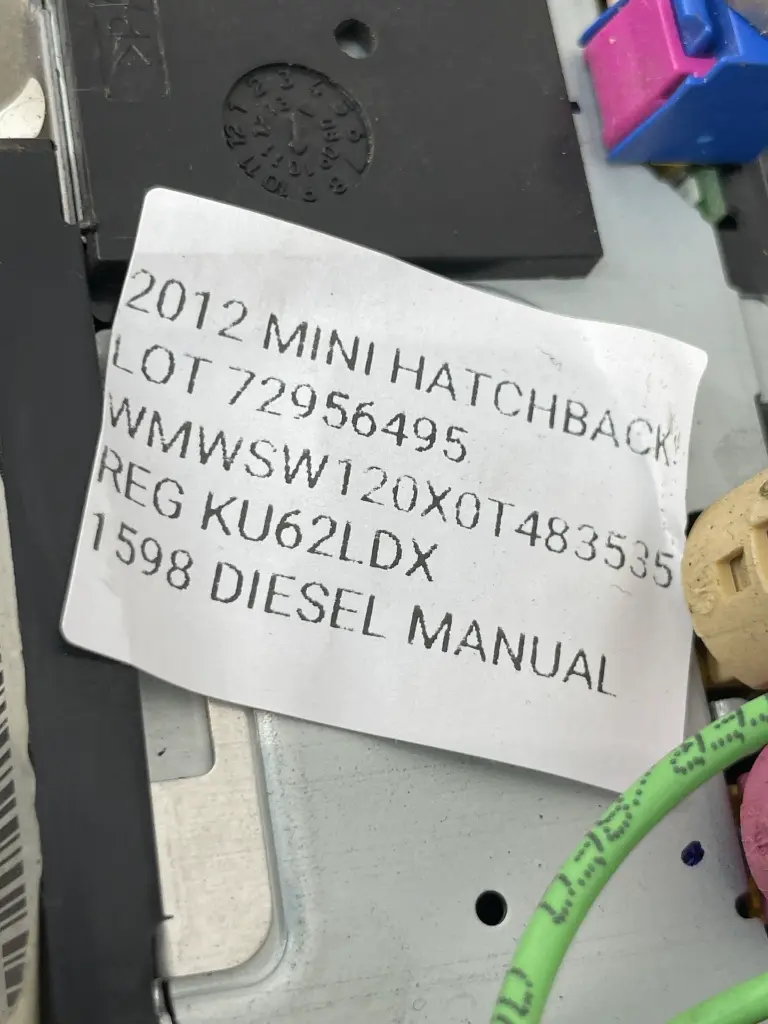 2012 MINI HATCHBACK
LOT 72956495
WMWSW120X0T483535
REG KU62LDX
1598 DIESEL MANUAL